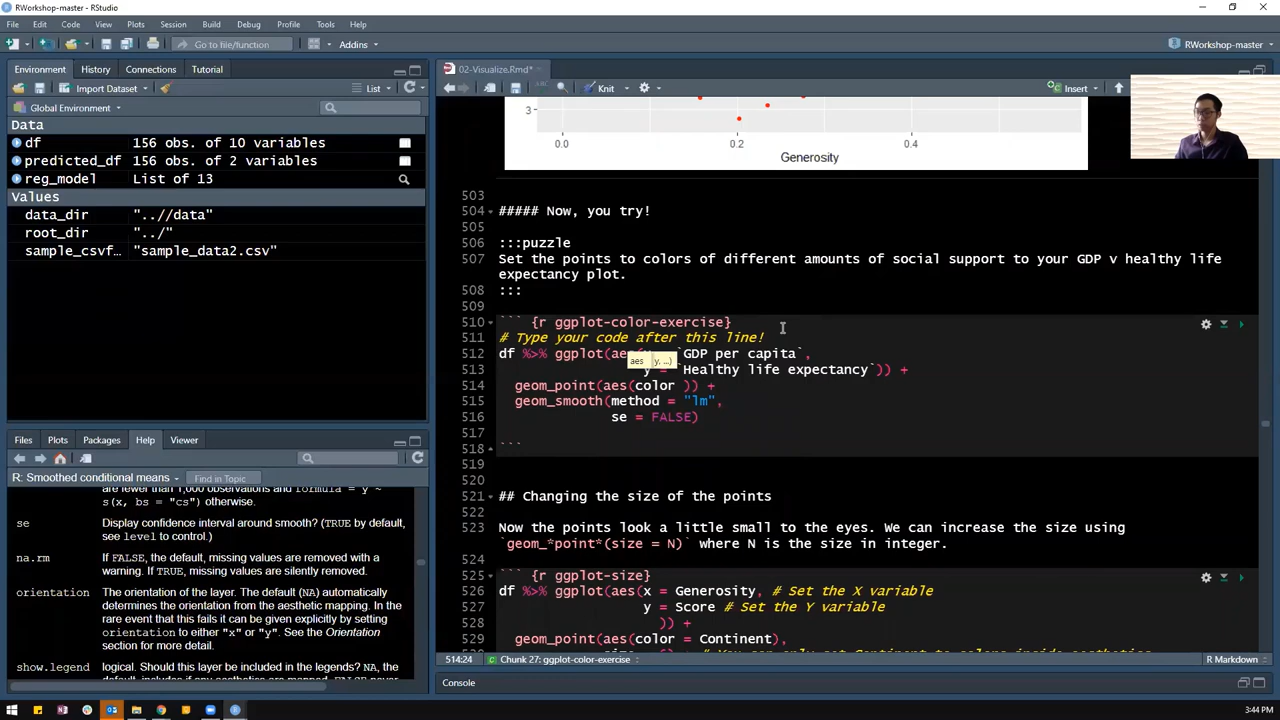 RWorkshop-master - RStudio
File Edit Code View Plots Session Build Debug Profile Tools Help
Go to file/function Addins RWorkshop-master
Environment History Connections Tutorial
Import Dataset List
Global Environment
Data
df 156 obs. of 10 variables
predicted_df 156 obs. of 2 variables
reg_model List of 13
Values
data_dir "..//data"
root_dir "../"
sample_csvf… "sample_data2.csv"
Files Plots Packages Help Viewer
R: Smoothed conditional means Find in Topic
are fewer than 1,000 observations and formula = y ~
s(x, bs = "cs") otherwise.
se Display confidence interval around smooth? (TRUE by default,
see level to control.)
na.rm If FALSE, the default, missing values are removed with a
warning. If TRUE, missing values are silently removed.
orientation The orientation of the layer. The default (NA) automatically
determines the orientation from the aesthetic mapping. In the
rare event that this fails it can be given explicitly by setting
orientation to either "x" or "y". See the Orientation
section for more detail.
show.legend logical. Should this layer be included in the legends? NA, the
default, includes if any aesthetics are mapped. FALSE never
02-Visualize.Rmd*
Knit Insert
3
0.0 0.2 0.4
Generosity
503
504 ##### Now, you try!
505
506 :::puzzle
507 Set the points to colors of different amounts of social support to your GDP v healthy life
expectancy plot.
508 :::
509
510 ``` {r ggplot-color-exercise}
511 # Type your code after this line!
512 df %>% ggplot(aes( `GDP per capita`,
aes y, ...)
513 y = `Healthy life expectancy`)) +
514 geom_point(aes(color )) +
515 geom_smooth(method = "lm",
516 se = FALSE)
517
518 ```
519
520
521 ## Changing the size of the points
522
523 Now the points look a little small to the eyes. We can increase the size using
`geom_*point*(size = N)` where N is the size in integer.
524
525 ``` {r ggplot-size}
526 df %>% ggplot(aes(x = Generosity, # Set the X variable
527 y = Score # Set the Y variable
528 )) +
529 geom_point(aes(color = Continent),
514:24 Chunk 27: ggplot-color-exercise R Markdown
Console
3:44 PM